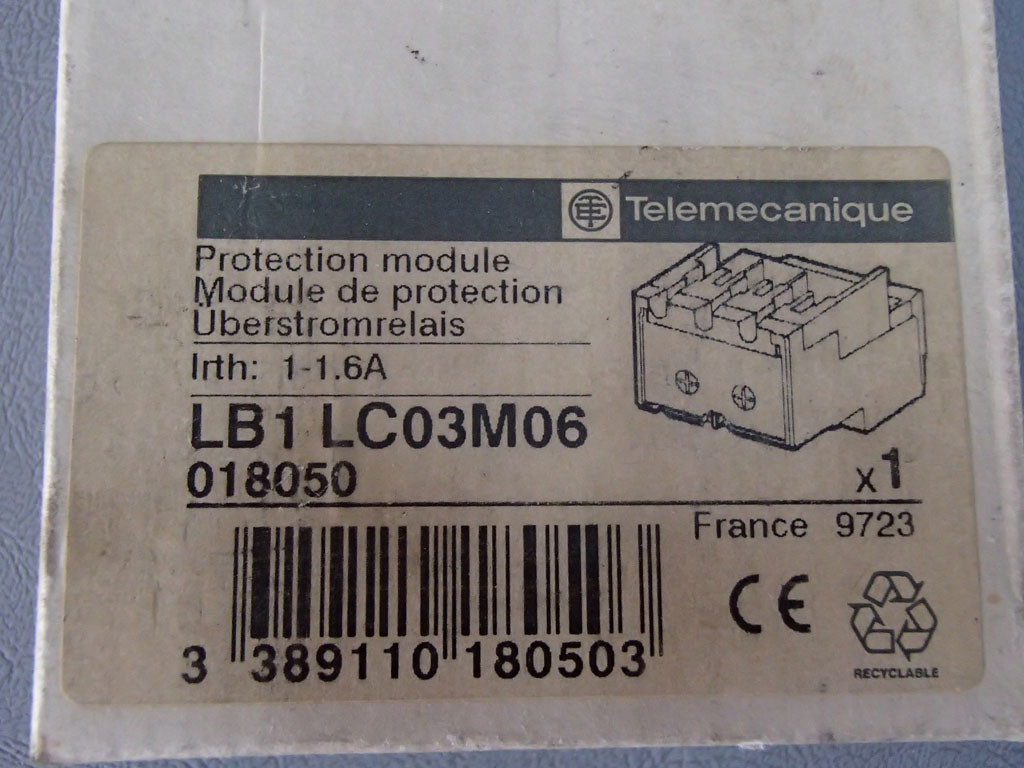 Telemecanique
Protection module
Module de protection
Überstromrelais
Irth: 1-1.6A
LB1 LC03M06
018050
x1
France 9723
3 389110 180503
CE
RECYCLABLE